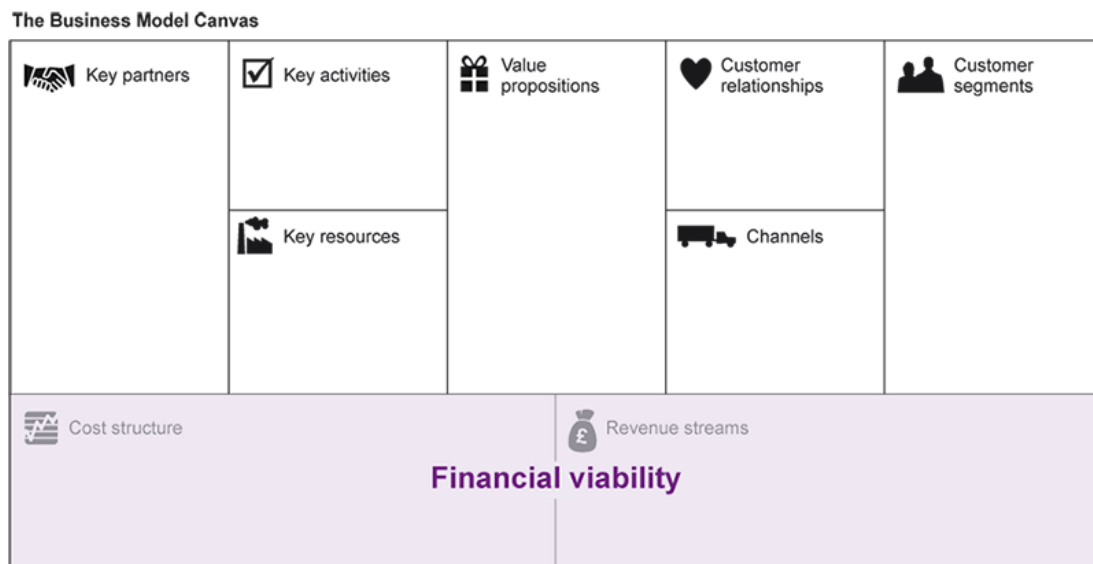 The Business Model Canvas
Key partners
Key activities
Key resources
Value
propositions
Customer
relationships
Channels
Customer
segments
Cost structure
£
Revenue streams
Financial viability